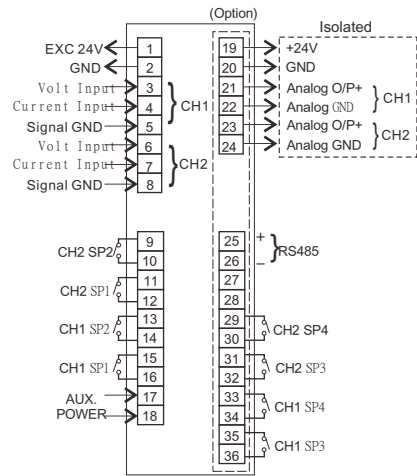 (Option)
Isolated
EXC 24V 1
GND 2
Volt Input 3
Current Input 4
CH1
Signal GND 5
Volt Input 6
Current Input 7
CH2
Signal GND 8
19 +24V
20 GND
21 Analog O/P+
22 Analog GND
CH1
23 Analog O/P+
24 Analog GND
CH2
9
CH2 SP2
10
11
CH2 SP1
12
13
CH1 SP2
14
15
CH1 SP1
16
AUX.
POWER
17
18
25 +
RS485
26 −
27
28
29
CH2 SP4
30
31
CH2 SP3
32
33
CH1 SP4
34
35
CH1 SP3
36